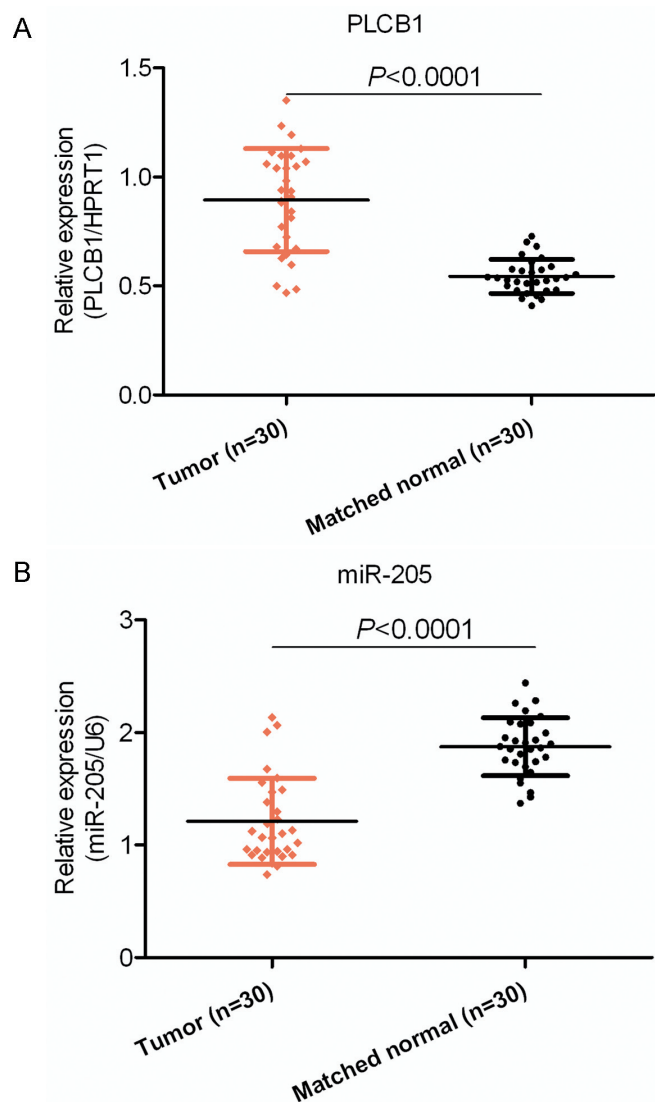 A
PLCB1
Relative expression
(PLCB1/HPRT1)
1.5
1.0
0.5
0.0
P<0.0001
Tumor (n=30)
Matched normal (n=30)
B
miR-205
Relative expression
(miR-205/U6)
3
2
1
0
P<0.0001
Tumor (n=30)
Matched normal (n=30)